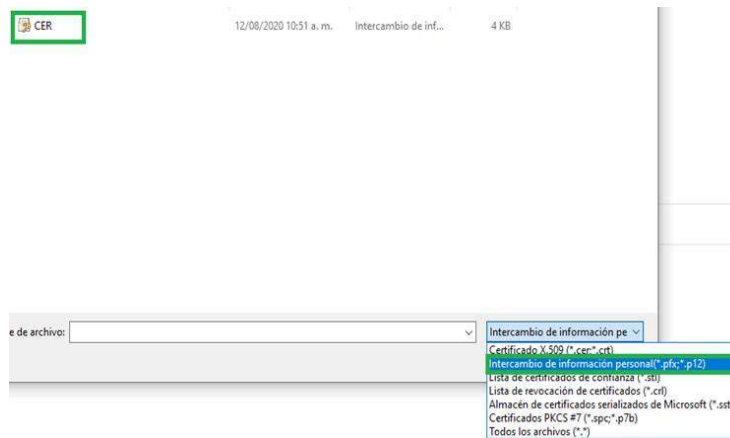 CER 12/08/2020 10:51 a. m. Intercambio de inf... 4 KB
e de archivo: Intercambio de información pe
Certificado X.509 (*.cer;*.crt)
Intercambio de información personal(*.pfx;*.p12)
Lista de certificados de confianza (*.stl)
Lista de revocación de certificados (*.crl)
Almacén de certificados serializados de Microsoft (*.sst
Certificados PKCS #7 (*.spc;*.p7b)
Todos los archivos (*.*)